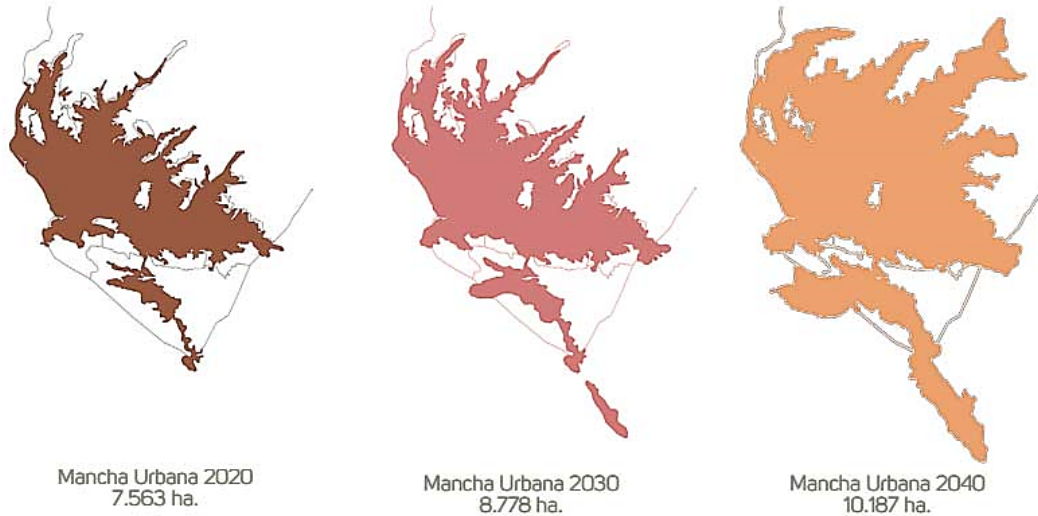 Mancha Urbana 2020
7.563 ha.
Mancha Urbana 2030
8.778 ha.
Mancha Urbana 2040
10.187 ha.